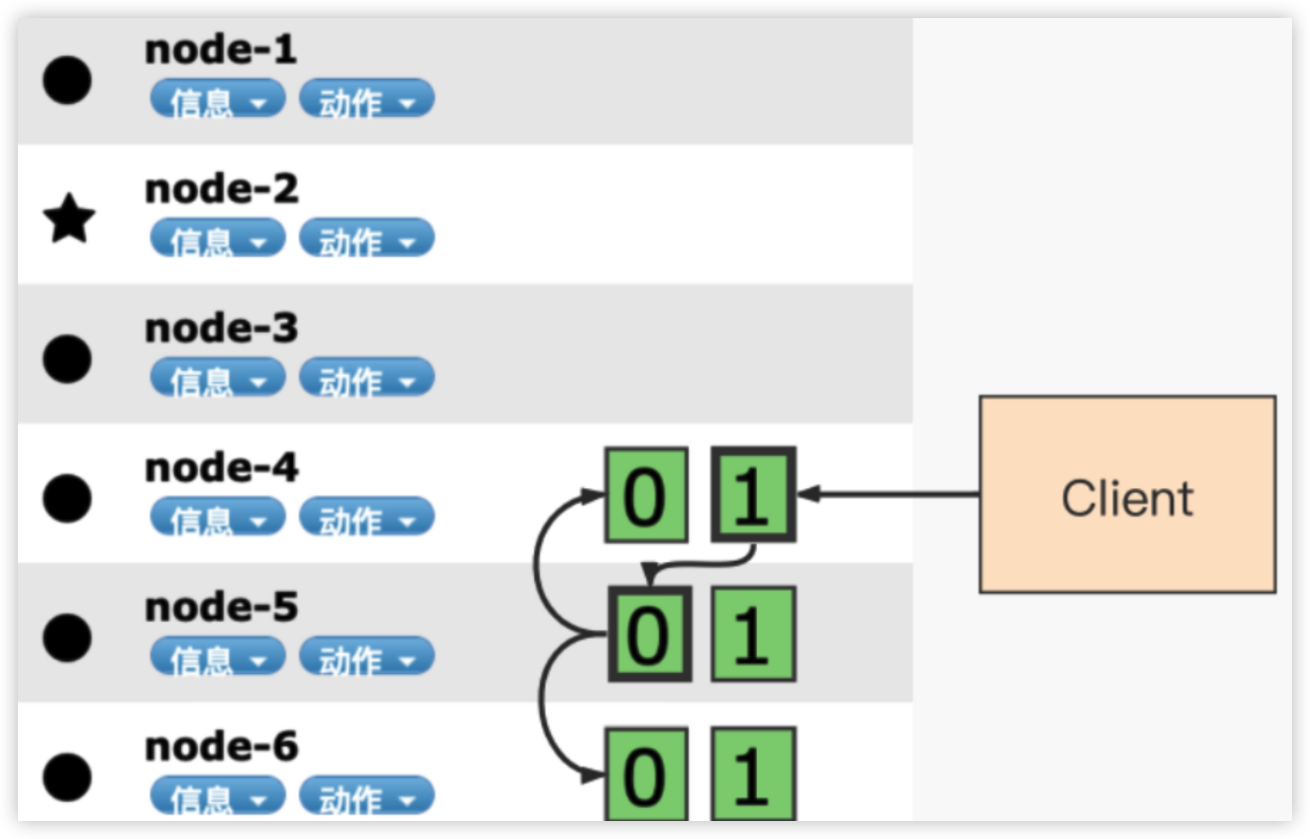 node-1
信息 动作
node-2
信息 动作
node-3
信息 动作
node-4
信息 动作
0 1
Client
node-5
信息 动作
0 1
node-6
信息 动作
0 1